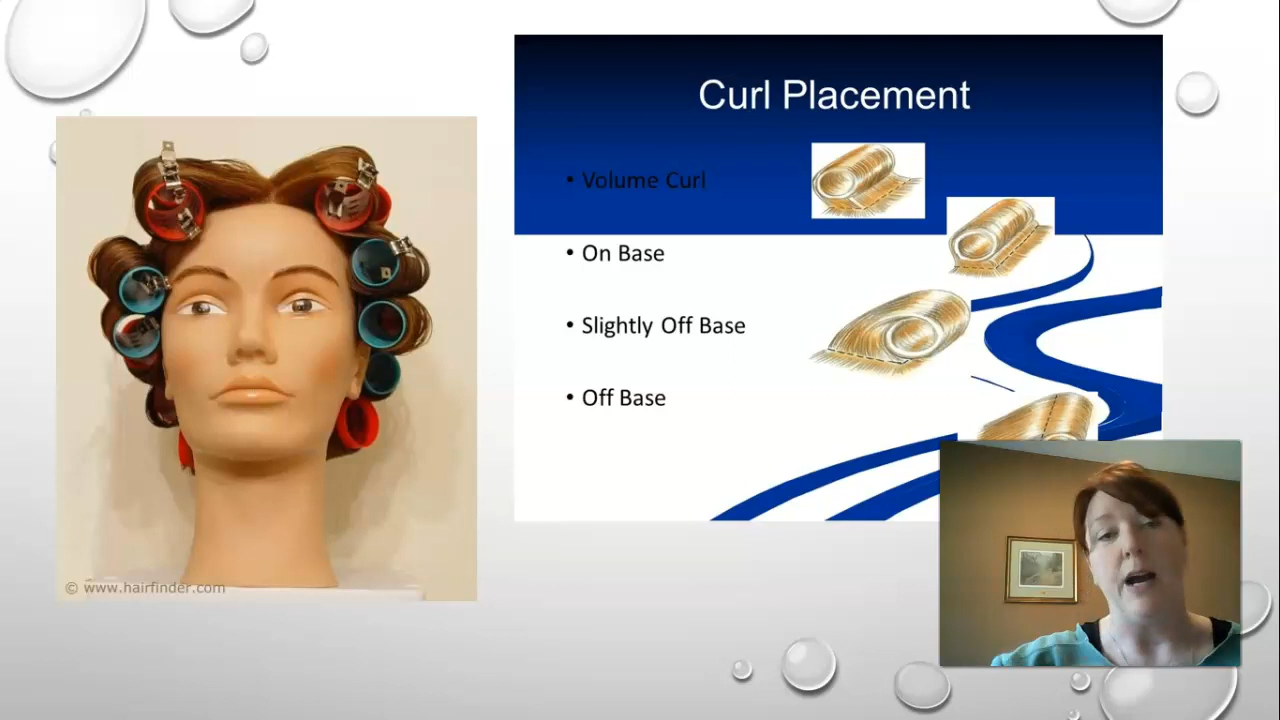 Curl Placement
• Volume Curl
• On Base
• Slightly Off Base
• Off Base
© www.hairfinder.com